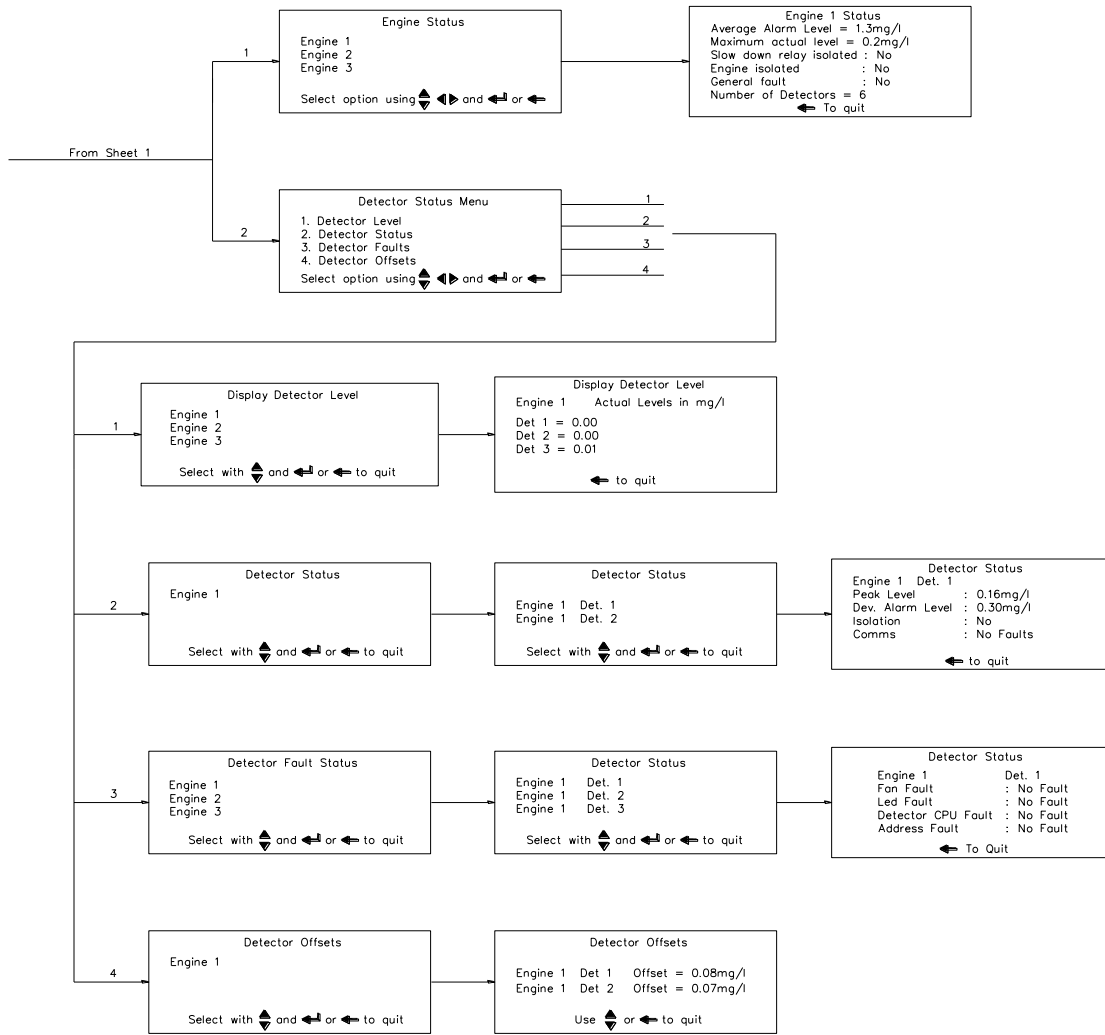 Engine Status
Engine 1
Engine 2
Engine 3
Select option using and or
1
Engine 1 Status
Average Alarm Level = 1.3mg/l
Maximum actual level = 0.2mg/l
Slow down relay isolated : No
Engine isolated : No
General fault : No
Number of Detectors = 6
To quit
From Sheet 1
2
Detector Status Menu
1. Detector Level
2. Detector Status
3. Detector Faults
4. Detector Offsets
Select option using and or
1
2
3
4
1
Display Detector Level
Engine 1
Engine 2
Engine 3
Select with and or to quit
Display Detector Level
Engine 1 Actual Levels in mg/l
Det 1 = 0.00
Det 2 = 0.00
Det 3 = 0.01
to quit
2
Detector Status
Engine 1
Select with and or to quit
Detector Status
Engine 1 Det. 1
Engine 1 Det. 2
Select with and or to quit
Detector Status
Engine 1 Det. 1
Peak Level : 0.16mg/l
Dev. Alarm Level : 0.30mg/l
Isolation : No
Comms : No Faults
to quit
3
Detector Fault Status
Engine 1
Engine 2
Engine 3
Select with and or to quit
Detector Status
Engine 1 Det. 1
Engine 1 Det. 2
Engine 1 Det. 3
Select with and or to quit
Detector Status
Engine 1 Det. 1
Fan Fault : No Fault
Led Fault : No Fault
Detector CPU Fault : No Fault
Address Fault : No Fault
To Quit
4
Detector Offsets
Engine 1
Select with and or to quit
Detector Offsets
Engine 1 Det 1 Offset = 0.08mg/l
Engine 1 Det 2 Offset = 0.07mg/l
Use or to quit